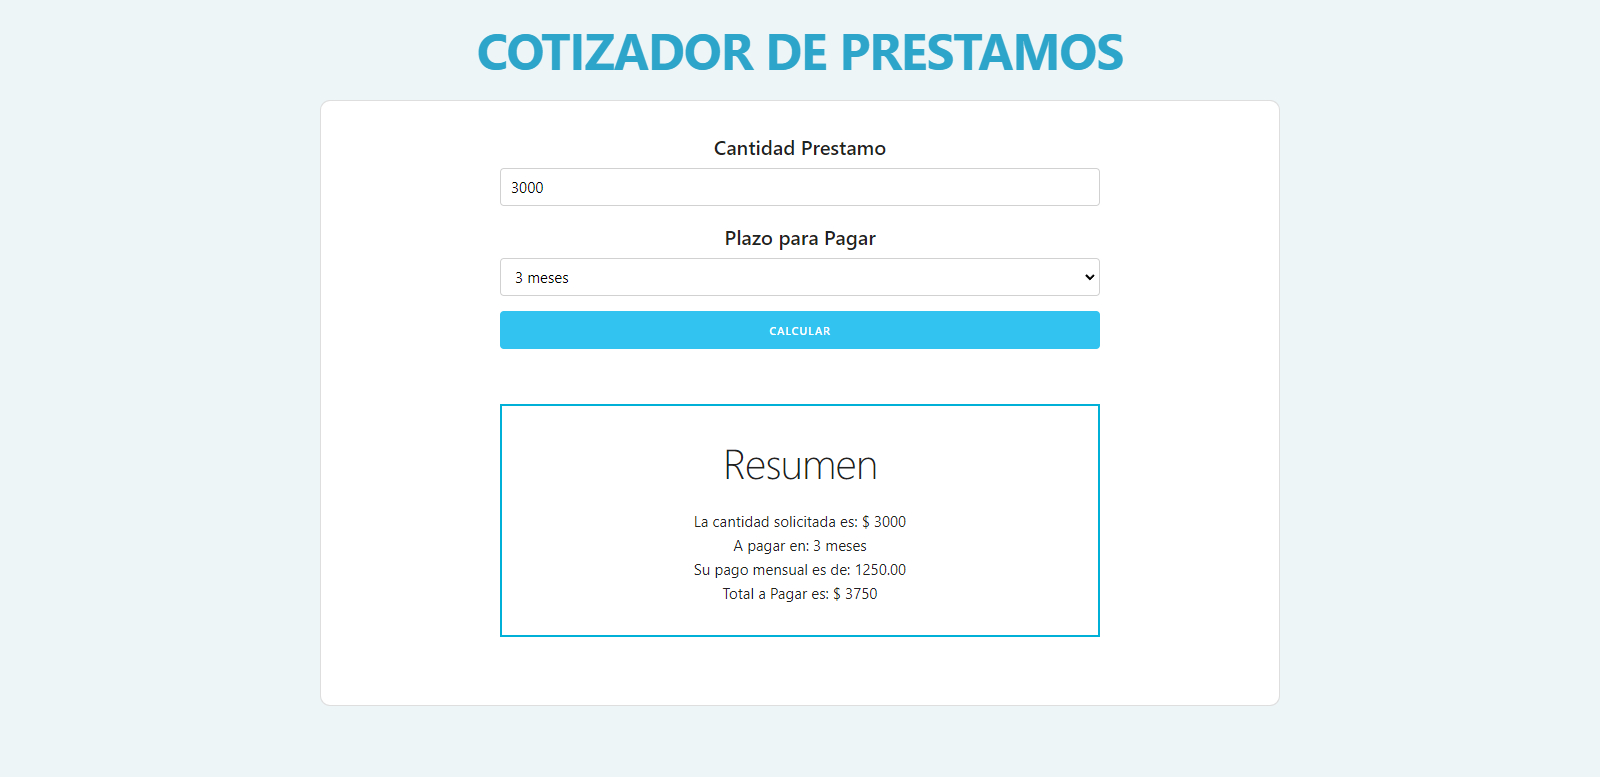 COTIZADOR DE PRESTAMOS
Cantidad Prestamo
3000
Plazo para Pagar
3 meses
CALCULAR
Resumen
La cantidad solicitada es: $ 3000
A pagar en: 3 meses
Su pago mensual es de: 1250.00
Total a Pagar es: $ 3750